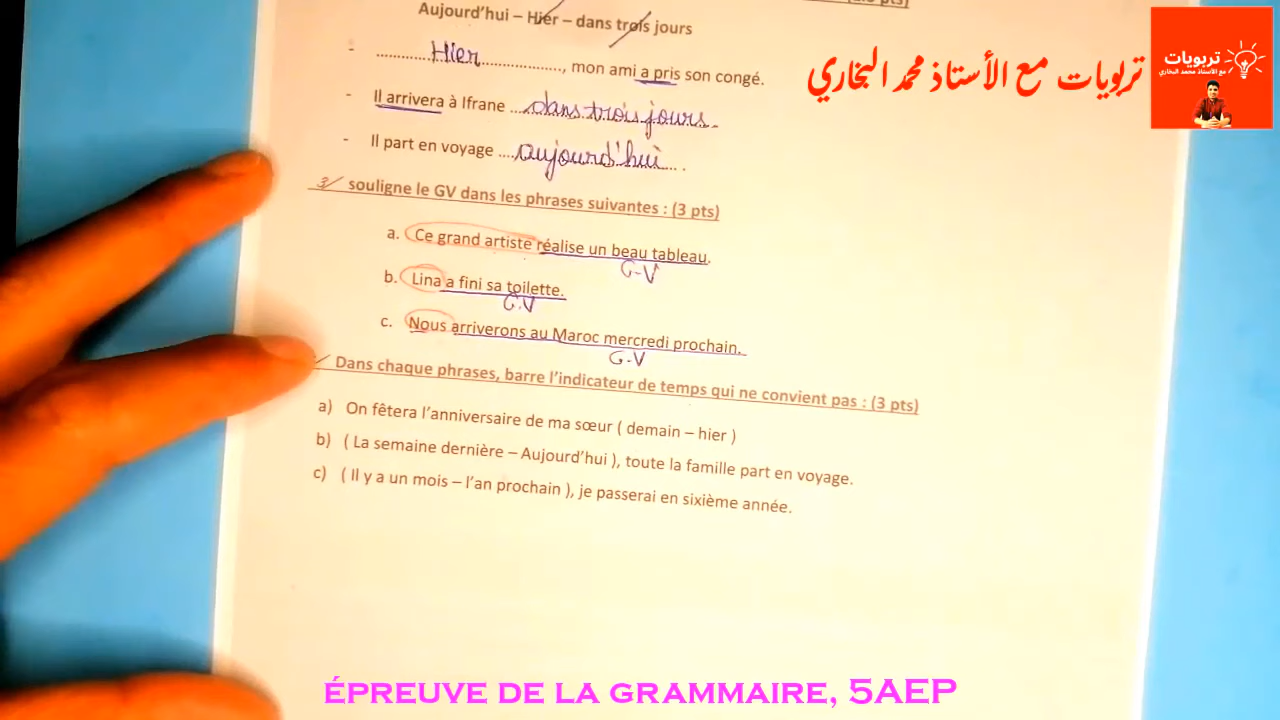 pts)
Aujourd'hui – Hier – dans trois jours
- ..............Hier...................., mon ami a pris son congé.
- Il arrivera à Ifrane ....dans trois jours..
- Il part en voyage ....aujourd'hui.... .
3/ souligne le GV dans les phrases suivantes : (3 pts)
a. Ce grand artiste réalise un beau tableau.
G-V
b. Lina a fini sa toilette.
G.V
c. Nous arriverons au Maroc mercredi prochain.
G-V
Dans chaque phrases, barre l'indicateur de temps qui ne convient pas : (3 pts)
a) On fêtera l'anniversaire de ma sœur ( demain – hier )
b) ( La semaine dernière – Aujourd'hui ), toute la famille part en voyage.
c) ( Il y a un mois – l'an prochain ), je passerai en sixième année.
تربويات مع الأستاذ محمد البخاري
تربويات
مع الأستاذ محمد البخاري
ÉPREUVE DE LA GRAMMAIRE, 5AEP